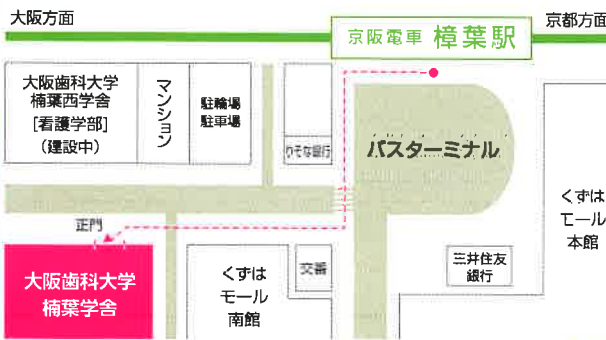 大阪方面
京阪電車 樟葉駅
京都方面
大阪歯科大学
楠葉西学舎
[看護学部]
(建設中)
マンション
駐輪場
駐車場
りそな銀行
バスターミナル
くずは
モール
本館
正門
大阪歯科大学
楠葉学舎
くずは
モール
南館
交番
三井住友
銀行